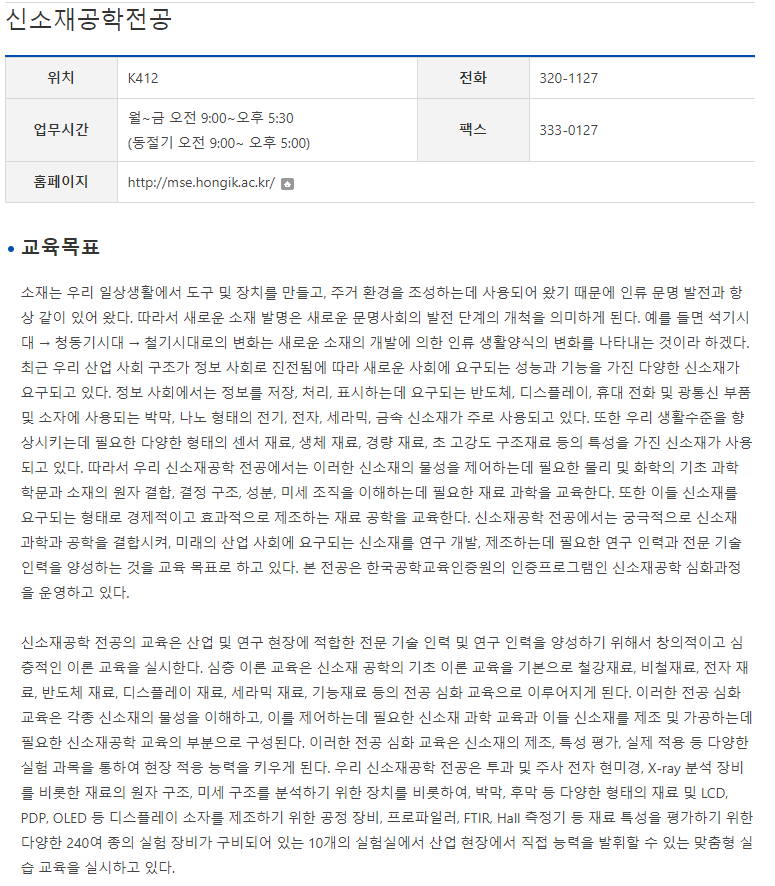 신소재공학전공
위치 K412 전화 320-1127
업무시간 월~금 오전 9:00~오후 5:30 팩스 333-0127
(동절기 오전 9:00~ 오후 5:00)
홈페이지 http://mse.hongik.ac.kr/
교육목표
소재는 우리 일상생활에서 도구 및 장치를 만들고, 주거 환경을 조성하는데 사용되어 왔기 때문에 인류 문명 발전과 항
상 같이 있어 왔다. 따라서 새로운 소재 발명은 새로운 문명사회의 발전 단계의 개척을 의미하게 된다. 예를 들면 석기시
대 → 청동기시대 → 철기시대로의 변화는 새로운 소재의 개발에 의한 인류 생활양식의 변화를 나타내는 것이라 하겠다.
최근 우리 산업 사회 구조가 정보 사회로 진전됨에 따라 새로운 사회에 요구되는 성능과 기능을 가진 다양한 신소재가
요구되고 있다. 정보 사회에서는 정보를 저장, 처리, 표시하는데 요구되는 반도체, 디스플레이, 휴대 전화 및 광통신 부품
및 소자에 사용되는 박막, 나노 형태의 전기, 전자, 세라믹, 금속 신소재가 주로 사용되고 있다. 또한 우리 생활수준을 향
상시키는데 필요한 다양한 형태의 센서 재료, 생체 재료, 경량 재료, 초 고강도 구조재료 등의 특성을 가진 신소재가 사용
되고 있다. 따라서 우리 신소재공학 전공에서는 이러한 신소재의 물성을 제어하는데 필요한 물리 및 화학의 기초 과학
학문과 소재의 원자 결합, 결정 구조, 성분, 미세 조직을 이해하는데 필요한 재료 과학을 교육한다. 또한 이들 신소재를
요구되는 형태로 경제적이고 효과적으로 제조하는 재료 공학을 교육한다. 신소재공학 전공에서는 궁극적으로 신소재
과학과 공학을 결합시켜, 미래의 산업 사회에 요구되는 신소재를 연구 개발, 제조하는데 필요한 연구 인력과 전문 기술
인력을 양성하는 것을 교육 목표로 하고 있다. 본 전공은 한국공학교육인증원의 인증프로그램인 신소재공학 심화과정
을 운영하고 있다.
신소재공학 전공의 교육은 산업 및 연구 현장에 적합한 전문 기술 인력 및 연구 인력을 양성하기 위해서 창의적이고 심
층적인 이론 교육을 실시한다. 심층 이론 교육은 신소재 공학의 기초 이론 교육을 기본으로 철강재료, 비철재료, 전자 재
료, 반도체 재료, 디스플레이 재료, 세라믹 재료, 기능재료 등의 전공 심화 교육으로 이루어지게 된다. 이러한 전공 심화
교육은 각종 신소재의 물성을 이해하고, 이를 제어하는데 필요한 신소재 과학 교육과 이들 신소재를 제조 및 가공하는데
필요한 신소재공학 교육의 부분으로 구성된다. 이러한 전공 심화 교육은 신소재의 제조, 특성 평가, 실제 적용 등 다양한
실험 과목을 통하여 현장 적응 능력을 키우게 된다. 우리 신소재공학 전공은 투과 및 주사 전자 현미경, X-ray 분석 장비
를 비롯한 재료의 원자 구조, 미세 구조를 분석하기 위한 장치를 비롯하여, 박막, 후막 등 다양한 형태의 재료 및 LCD,
PDP, OLED 등 디스플레이 소자를 제조하기 위한 공정 장비, 프로파일러, FTIR, Hall 측정기 등 재료 특성을 평가하기 위한
다양한 240여 종의 실험 장비가 구비되어 있는 10개의 실험실에서 산업 현장에서 직접 능력을 발휘할 수 있는 맞춤형 실
습 교육을 실시하고 있다.